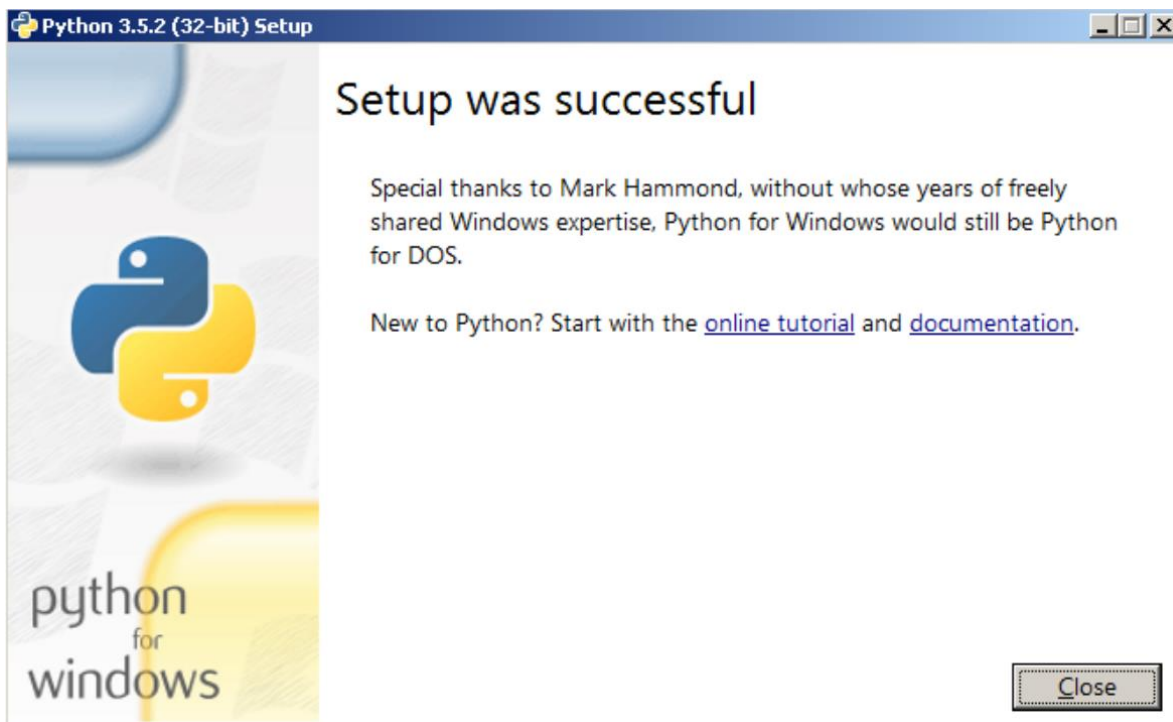 Python 3.5.2 (32-bit) Setup
Setup was successful
Special thanks to Mark Hammond, without whose years of freely
shared Windows expertise, Python for Windows would still be Python
for DOS.
New to Python? Start with the online tutorial and documentation.
python
for
windows
Close